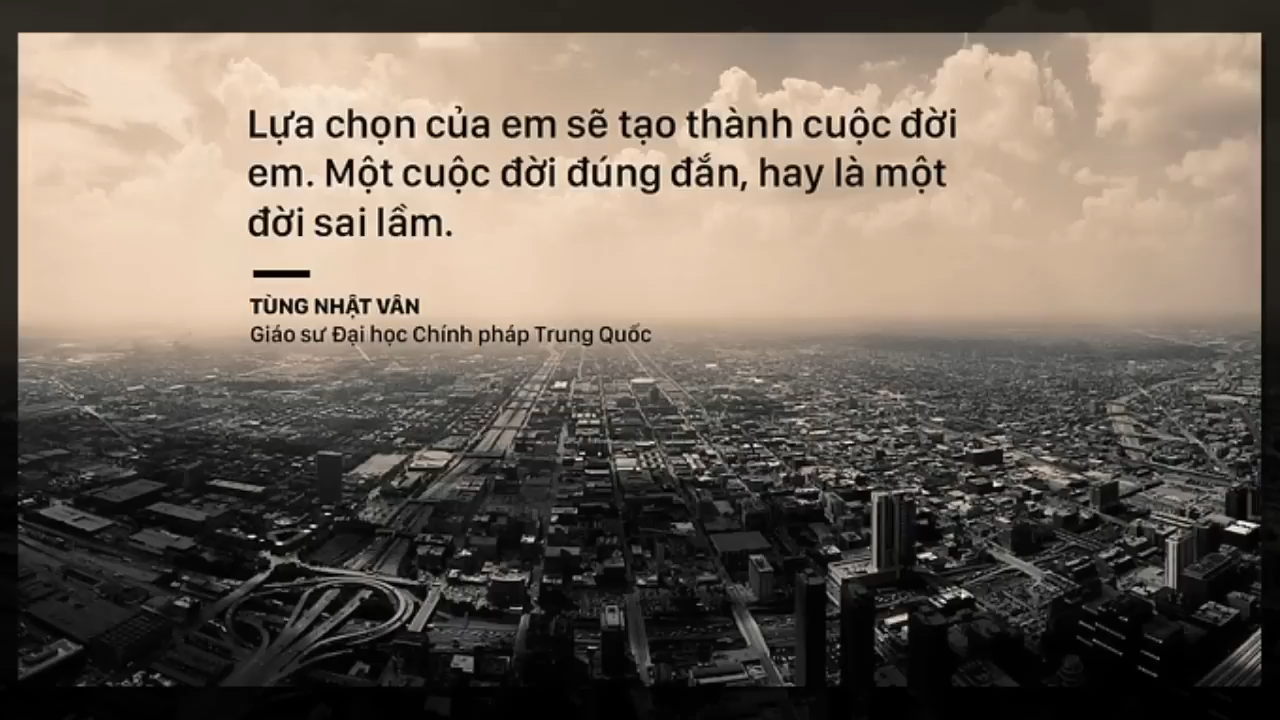 Lựa chọn của em sẽ tạo thành cuộc đời
em. Một cuộc đời đúng đắn, hay là một
đời sai lầm.
TÙNG NHẬT VÂN
Giáo sư Đại học Chính pháp Trung Quốc